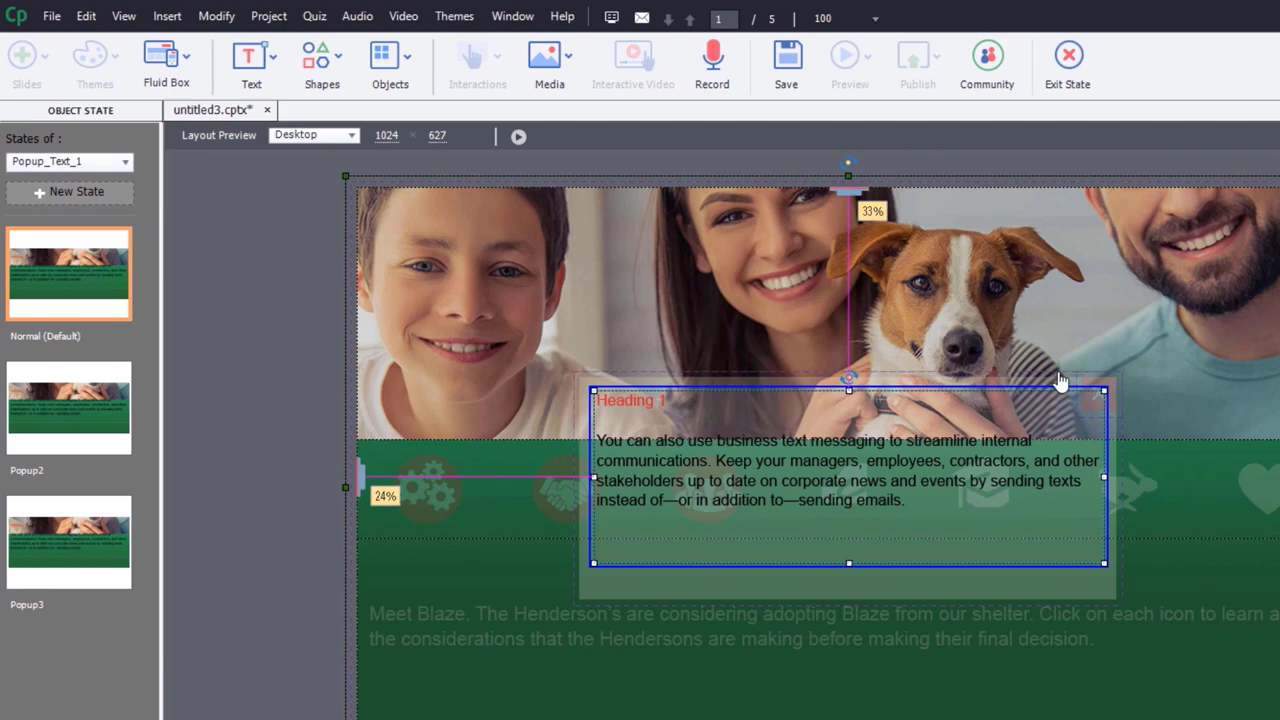 Cp File Edit View Insert Modify Project Quiz Audio Video Themes Window Help 1 / 5 100
Slides Themes Fluid Box Text Shapes Objects Interactions Media Interactive Video Record Save Preview Publish Community Exit State
OBJECT STATE untitled3.cptx* ×
States of :
Layout Preview Desktop 1024 × 627
Popup_Text_1
New State
33%
Normal (Default)
Heading 1
You can also use business text messaging to streamline internal
communications. Keep your managers, employees, contractors, and other
stakeholders up to date on corporate news and events by sending texts
instead of—or in addition to—sending emails.
24%
Popup2
Popup3
Meet Blaze. The Henderson's are considering adopting Blaze from our shelter. Click on each icon to learn a
the considerations that the Hendersons are making before making their final decision.